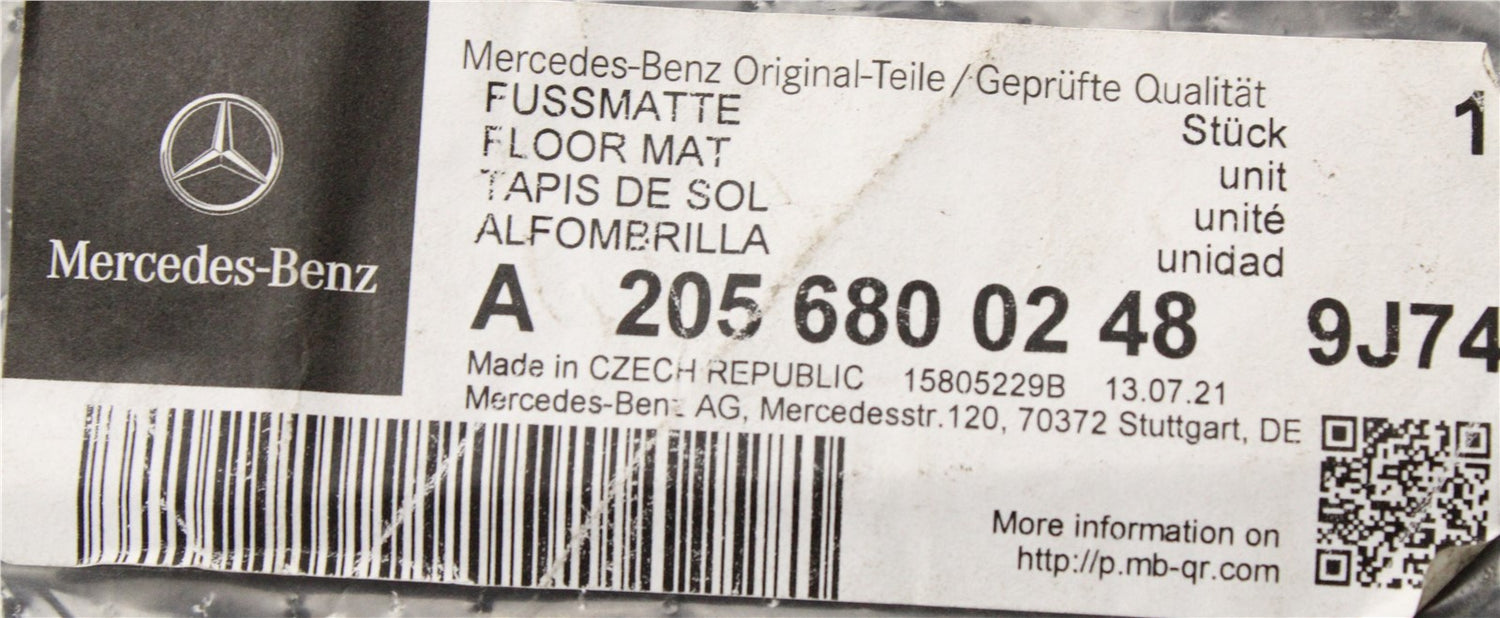 Mercedes-Benz
Mercedes-Benz Original-Teile / Geprüfte Qualität
FUSSMATTE Stück 1
FLOOR MAT unit
TAPIS DE SOL unité
ALFOMBRILLA unidad
A 205 680 02 48 9J74
Made in CZECH REPUBLIC 15805229B 13.07.21
Mercedes-Benz AG, Mercedesstr.120, 70372 Stuttgart, DE
More information on
http://p.mb-qr.com